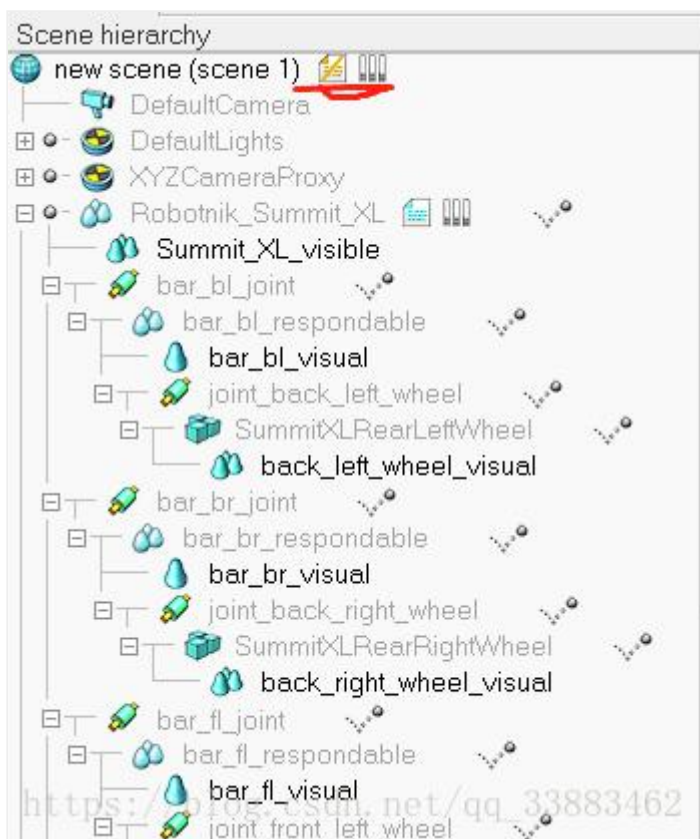 Scene hierarchy
new scene (scene 1)
DefaultCamera
DefaultLights
XYZCameraProxy
Robotnik_Summit_XL
Summit_XL_visible
bar_bl_joint
bar_bl_respondable
bar_bl_visual
joint_back_left_wheel
SummitXLRearLeftWheel
back_left_wheel_visual
bar_br_joint
bar_br_respondable
bar_br_visual
joint_back_right_wheel
SummitXLRearRightWheel
back_right_wheel_visual
bar_fl_joint
bar_fl_respondable
bar_fl_visual
https://blog.csdn.net/qq_33883462
joint_front_left_wheel